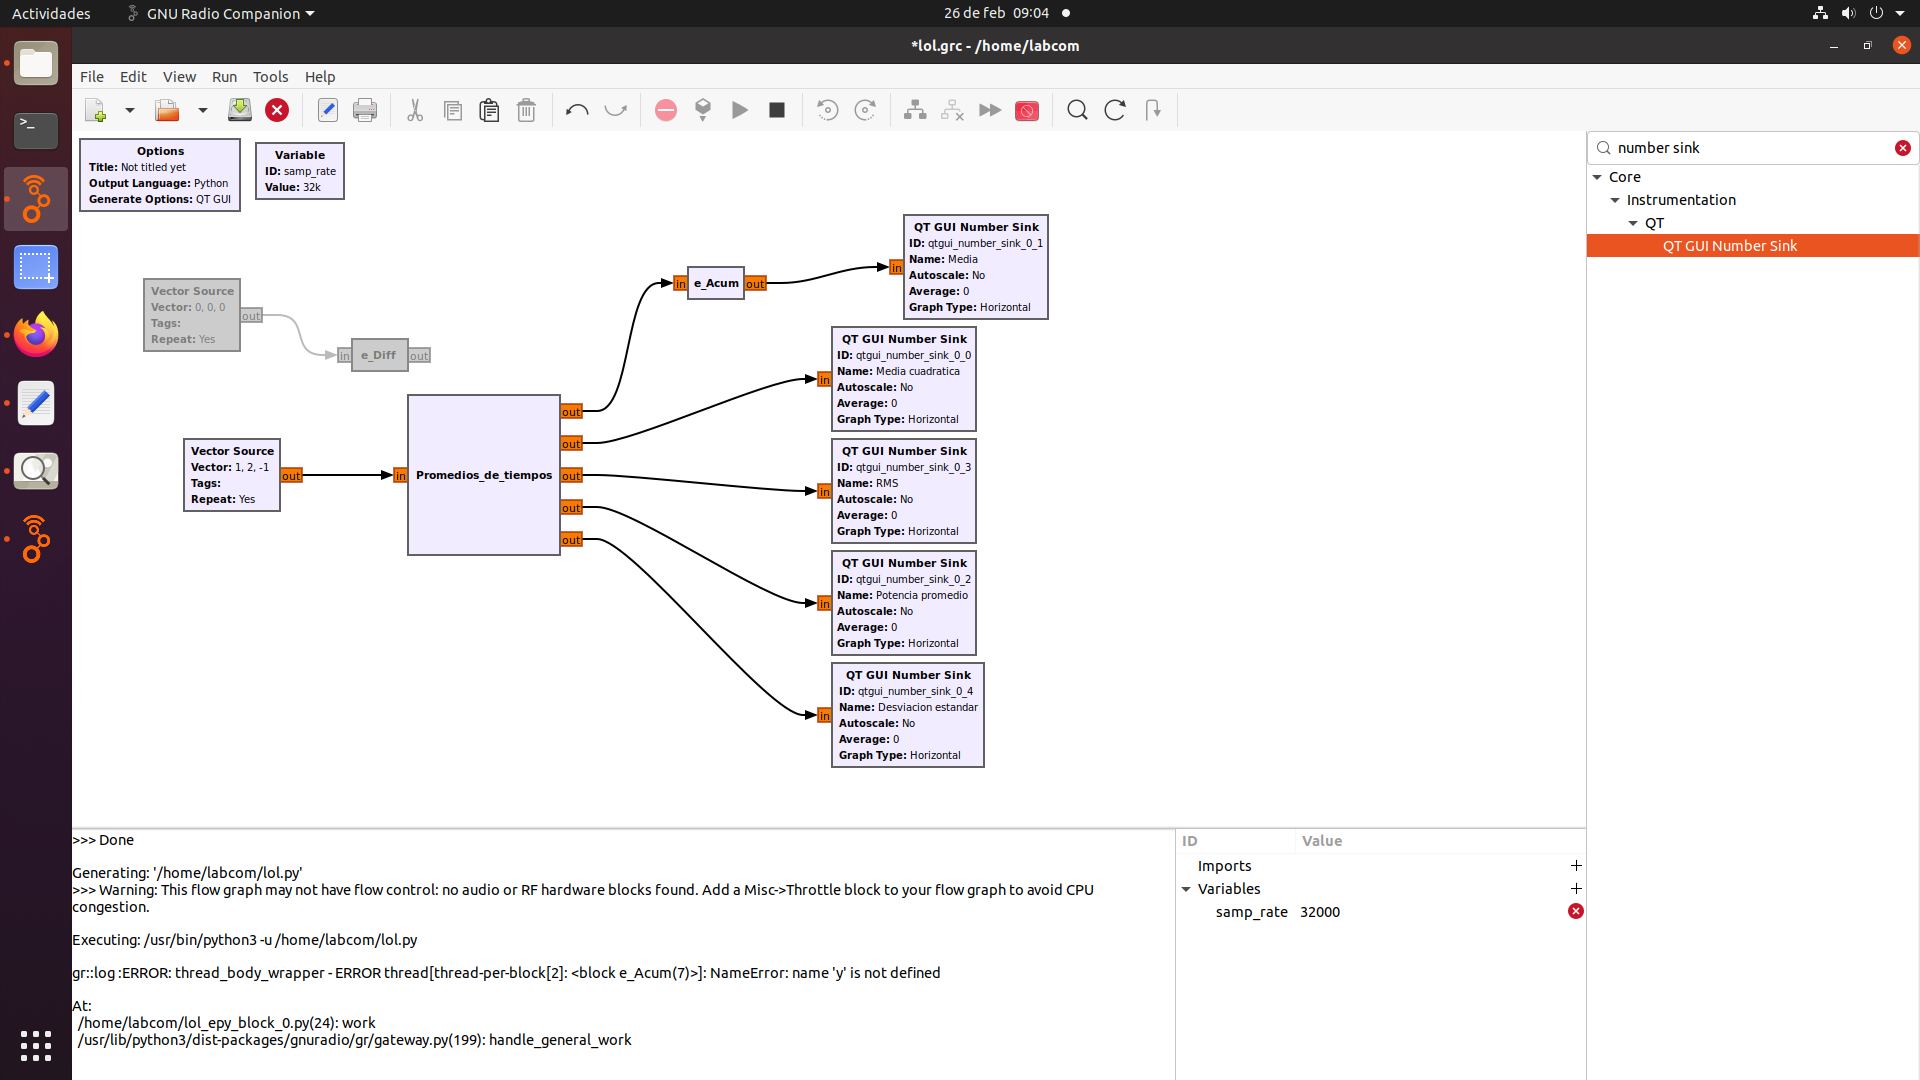 Actividades
GNU Radio Companion
26 de feb 09:04
*lol.grc - /home/labcom
File Edit View Run Tools Help
Options
Title: Not titled yet
Output Language: Python
Generate Options: QT GUI
Variable
ID: samp_rate
Value: 32k
number sink
Core
Instrumentation
QT
QT GUI Number Sink
Vector Source
Vector: 0, 0, 0
Tags:
Repeat: Yes
out
in
e_Diff
out
in
e_Acum
out
in
QT GUI Number Sink
ID: qtgui_number_sink_0_1
Name: Media
Autoscale: No
Average: 0
Graph Type: Horizontal
in
QT GUI Number Sink
ID: qtgui_number_sink_0_0
Name: Media cuadratica
Autoscale: No
Average: 0
Graph Type: Horizontal
Vector Source
Vector: 1, 2, -1
Tags:
Repeat: Yes
out
in
Promedios_de_tiempos
out
out
out
out
out
in
QT GUI Number Sink
ID: qtgui_number_sink_0_3
Name: RMS
Autoscale: No
Average: 0
Graph Type: Horizontal
in
QT GUI Number Sink
ID: qtgui_number_sink_0_2
Name: Potencia promedio
Autoscale: No
Average: 0
Graph Type: Horizontal
in
QT GUI Number Sink
ID: qtgui_number_sink_0_4
Name: Desviacion estandar
Autoscale: No
Average: 0
Graph Type: Horizontal
>>> Done
Generating: '/home/labcom/lol.py'
>>> Warning: This flow graph may not have flow control: no audio or RF hardware blocks found. Add a Misc->Throttle block to your flow graph to avoid CPU
congestion.
Executing: /usr/bin/python3 -u /home/labcom/lol.py
gr::log :ERROR: thread_body_wrapper - ERROR thread[thread-per-block[2]: <block e_Acum(7)>]: NameError: name 'y' is not defined
At:
/home/labcom/lol_epy_block_0.py(24): work
/usr/lib/python3/dist-packages/gnuradio/gr/gateway.py(199): handle_general_work
ID Value
Imports
Variables
samp_rate 32000